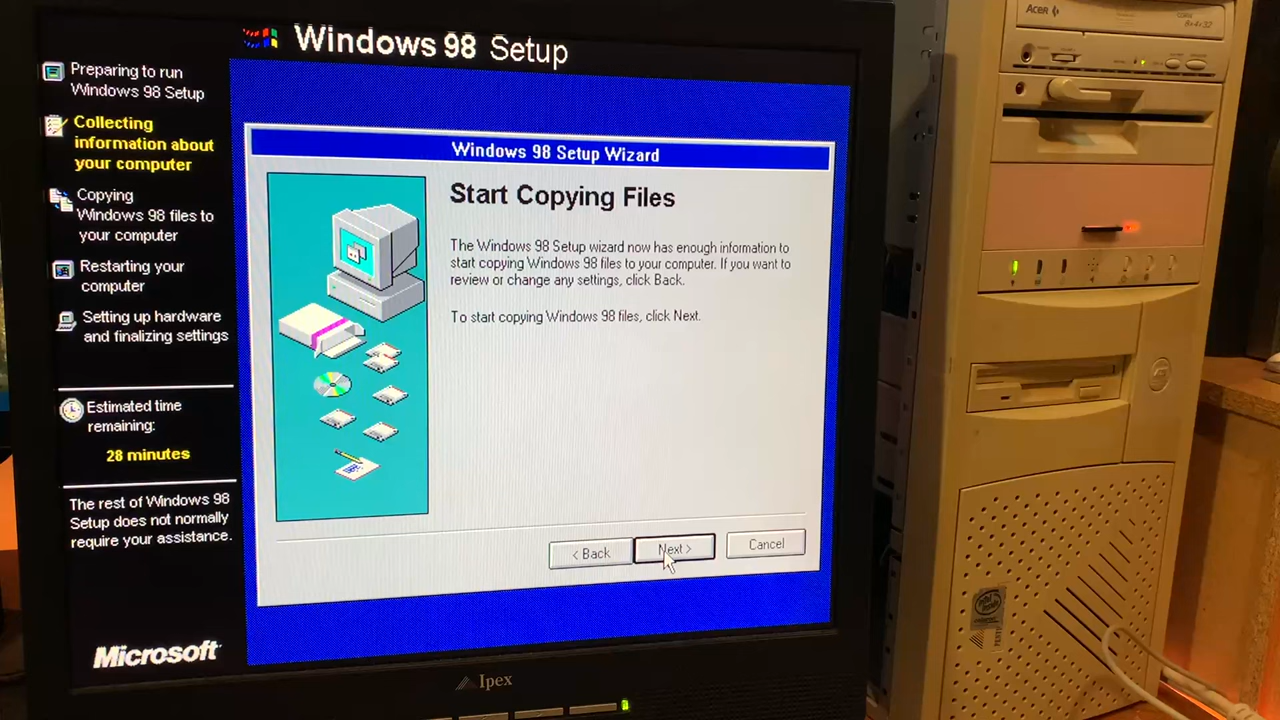 Windows 98 Setup
Preparing to run
Windows 98 Setup
Collecting
information about
your computer
Copying
Windows 98 files to
your computer
Restarting your
computer
Setting up hardware
and finalizing settings
Estimated time
remaining:
28 minutes
The rest of Windows 98
Setup does not normally
require your assistance.
Microsoft
Windows 98 Setup Wizard
Start Copying Files
The Windows 98 Setup wizard now has enough information to
start copying Windows 98 files to your computer. If you want to
review or change any settings, click Back.
To start copying Windows 98 files, click Next.
< Back
Next >
Cancel
Ipex
Acer
8x4x32
intel
inside